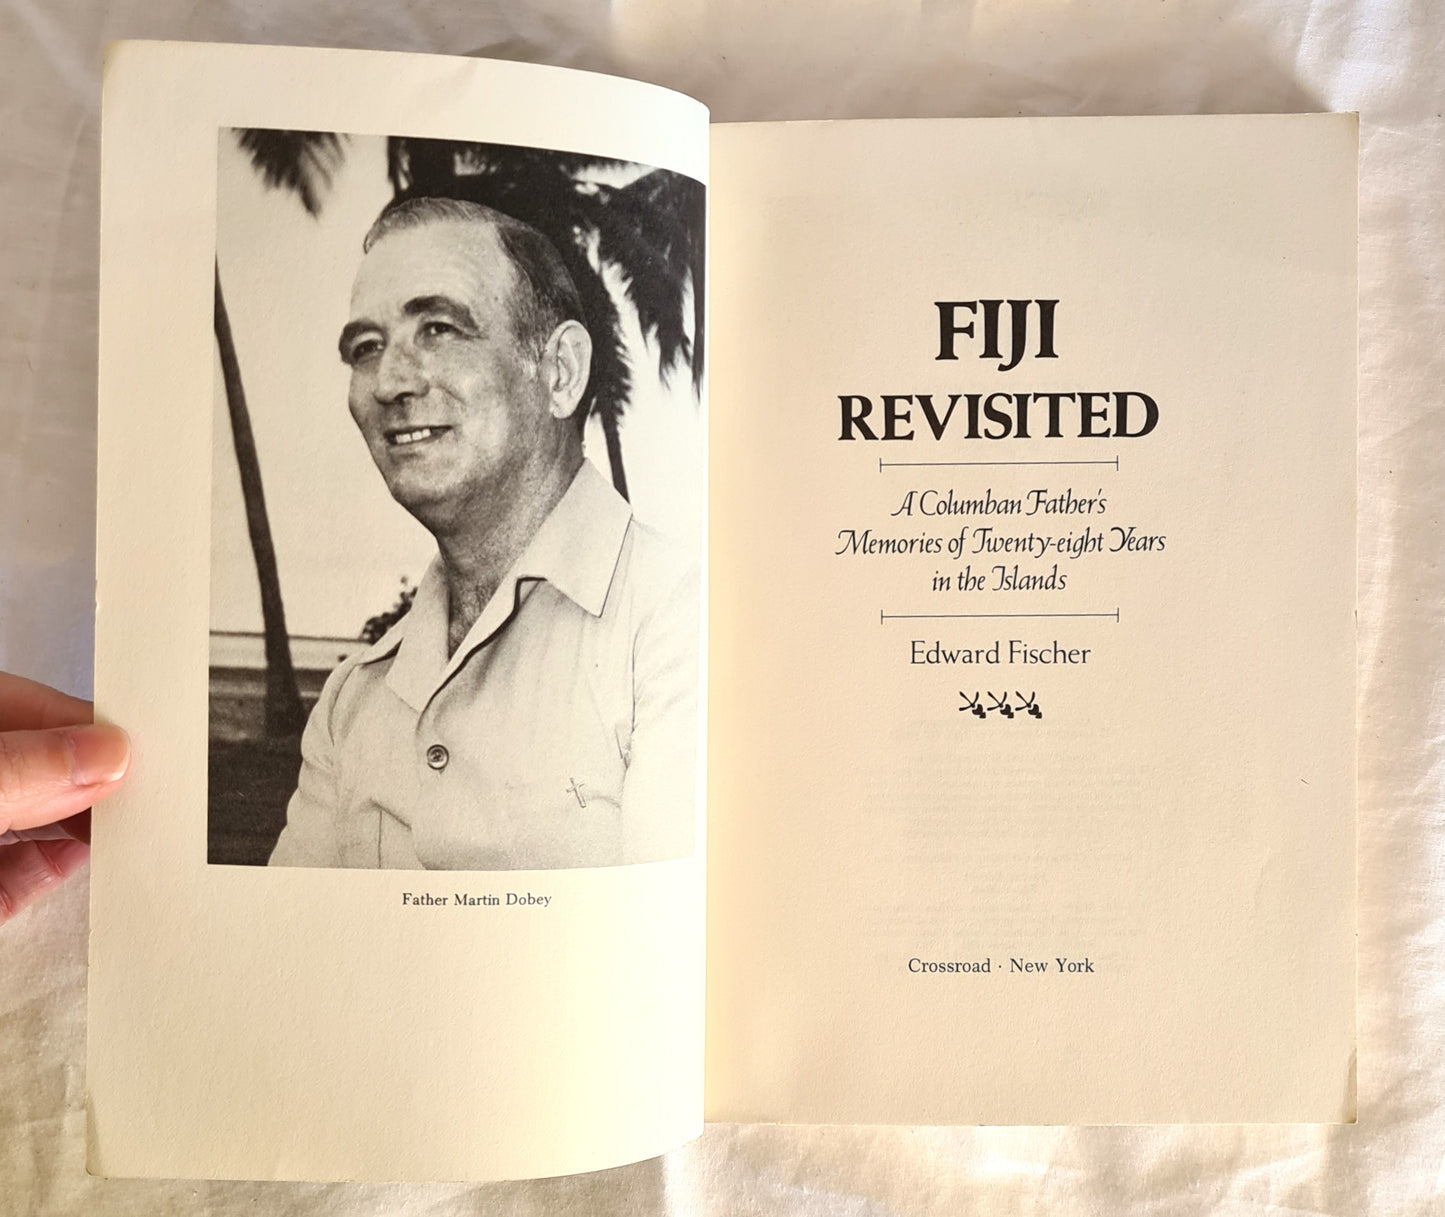 Father Martin Dobey
FIJI
REVISITED
A Columban Father's
Memories of Twenty-eight Years
in the Islands
Edward Fischer
Crossroad · New York